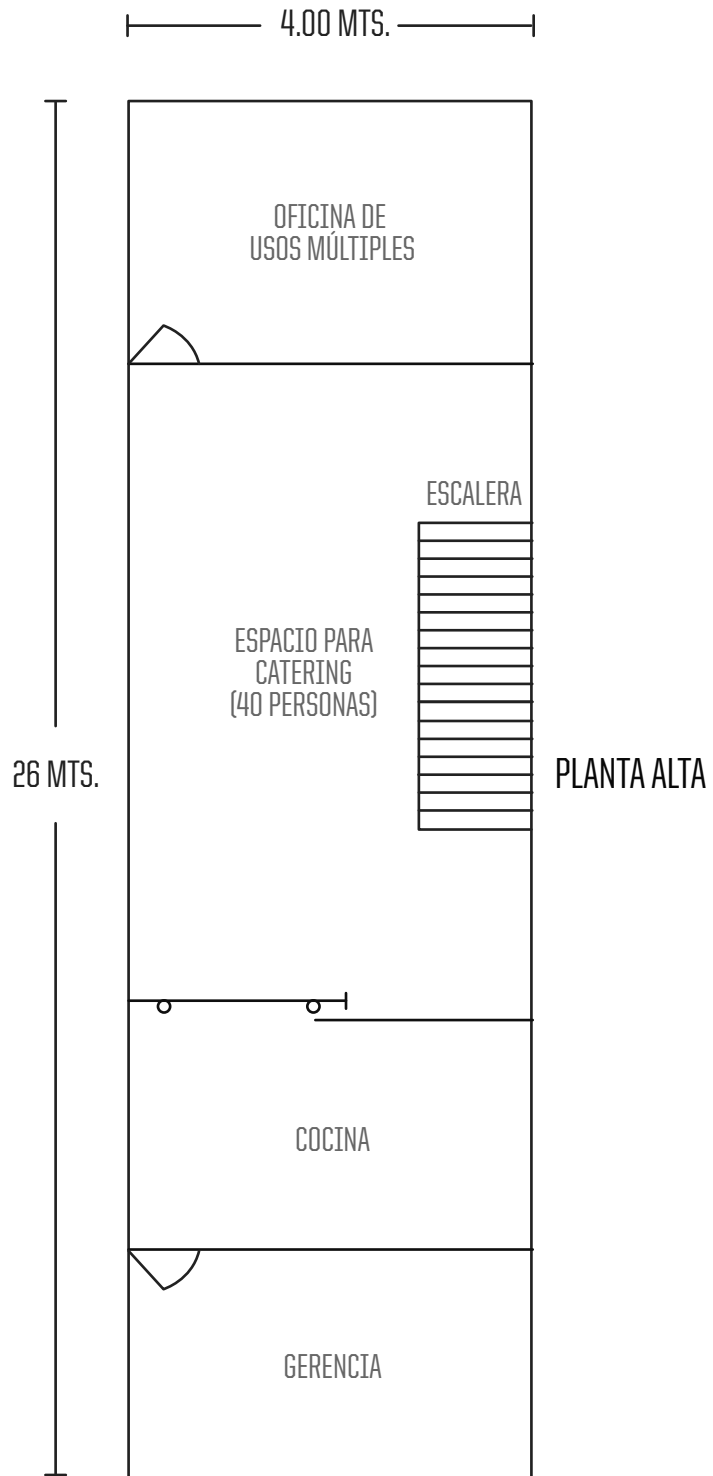 4.00 MTS.
OFICINA DE
USOS MÚLTIPLES
ESCALERA
ESPACIO PARA
CATERING
(40 PERSONAS)
26 MTS.
PLANTA ALTA
COCINA
GERENCIA